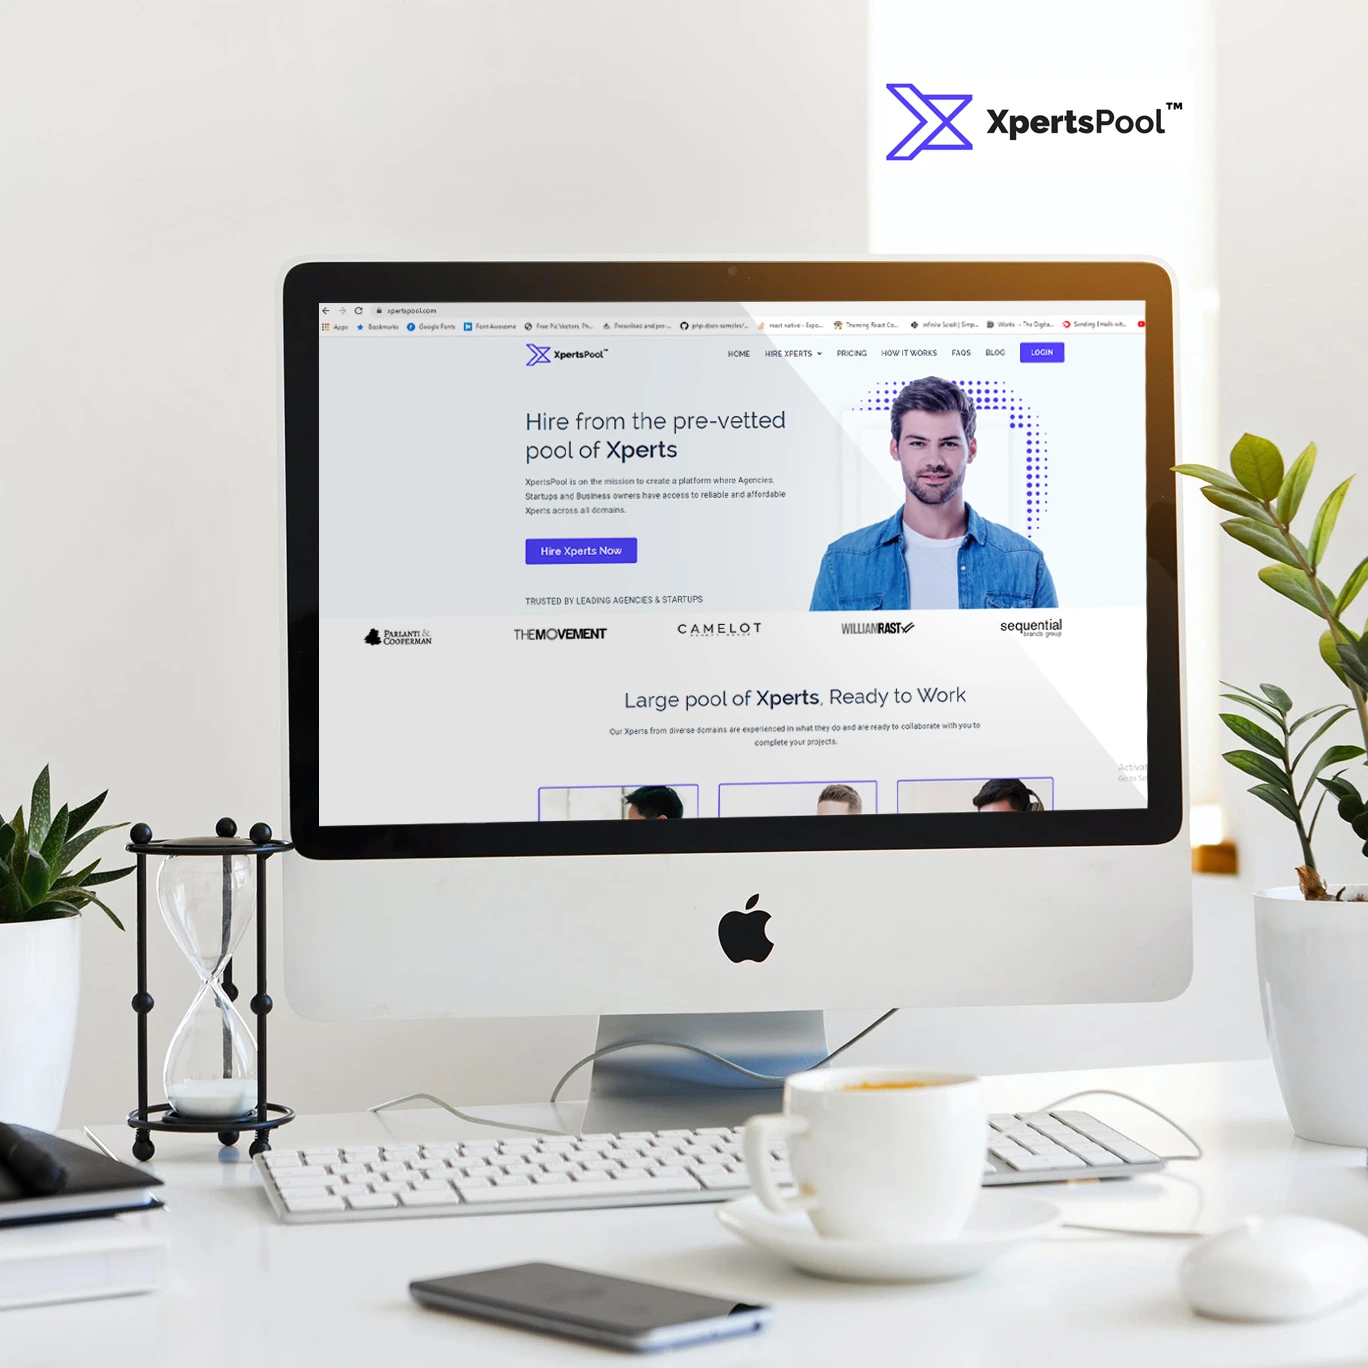 XpertsPool™
xpertspool.com
Apps Bookmarks Google Fonts Font Awesome Free Pic Vectors, Ph... Prescribed and pre-... php-docs-samples/... react native - Expo... Theming React Co... infinite Scroll | Simp... Works - The Digita... Sending Emails wit...
XpertsPool™ HOME HIRE XPERTS PRICING HOW IT WORKS FAQS BLOG LOGIN
Hire from the pre-vetted
pool of Xperts
XpertsPool is on the mission to create a platform where Agencies,
Startups and Business owners have access to reliable and affordable
Xperts across all domains.
Hire Xperts Now
TRUSTED BY LEADING AGENCIES & STARTUPS
PARLANTI &
COOPERMAN
THEMOVEMENT
CAMELOT
WILLIAMRAST
sequential
brands group
Large pool of Xperts, Ready to Work
Our Xperts from diverse domains are experienced in what they do and are ready to collaborate with you to
complete your projects.
Activat
Go to Se